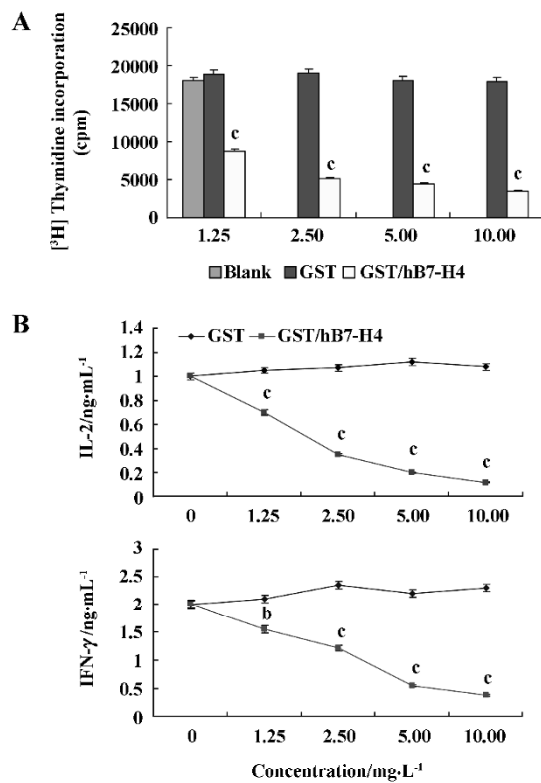 A
[³H] Thymidine incorporation
(cpm)
25000
20000
15000
10000
5000
0
c
c
c
c
1.25 2.50 5.00 10.00
Blank GST GST/hB7-H4
B
GST GST/hB7-H4
IL-2/ng·mL⁻¹
1.4
1.2
1
0.8
0.6
0.4
0.2
0
c
c
c
c
0 1.25 2.50 5.00 10.00
IFN-γ/ng·mL⁻¹
3
2.5
2
1.5
1
0.5
0
b
c
c
c
0 1.25 2.50 5.00 10.00
Concentration/mg·L⁻¹